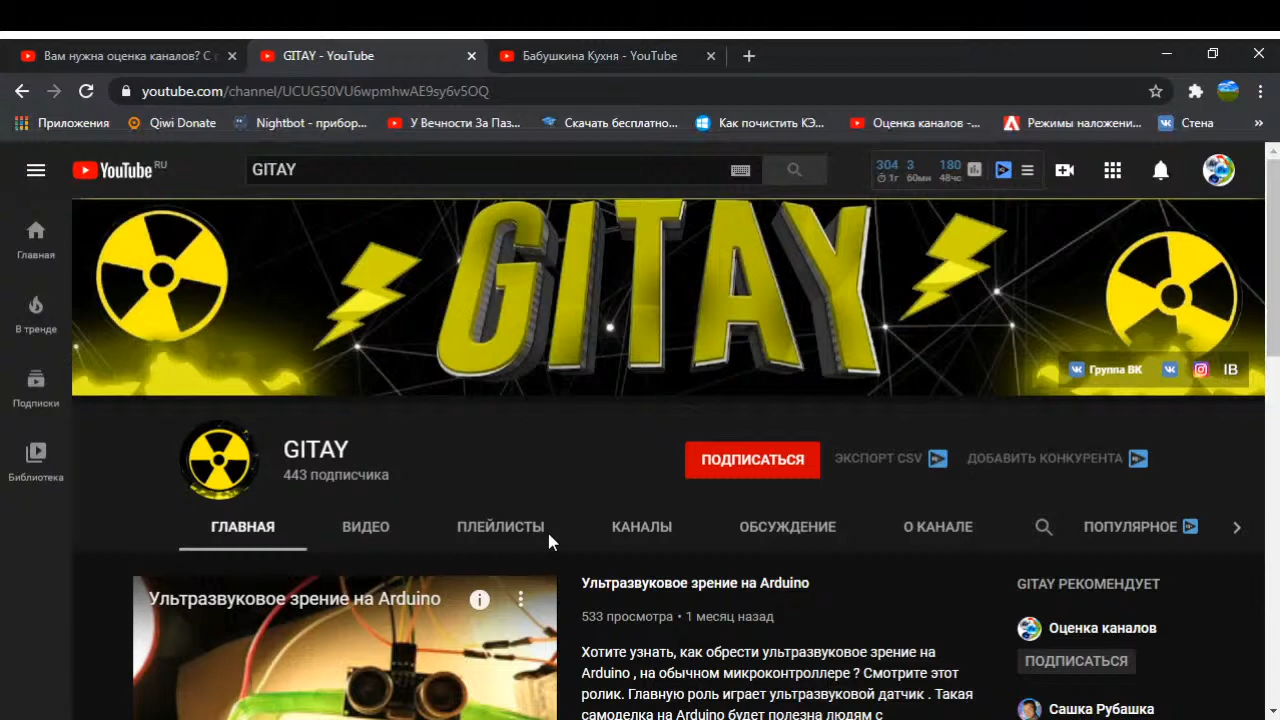 Вам нужна оценка каналов? С
GITAY - YouTube
Бабушкина Кухня - YouTube
youtube.com/channel/UCUG50VU6wpmhwAE9sy6v5OQ
Приложения
Qiwi Donate
Nightbot - прибор...
У Вечности За Паз...
Скачать бесплатно...
Как почистить КЭ...
Оценка каналов -...
Режимы наложени...
Стена
»
YouTube RU
GITAY
304 3 180
1г 60мн 48чс
Главная
В тренде
Подписки
Библиотека
GITAY
Группа ВК
IB
GITAY
443 подписчика
ПОДПИСАТЬСЯ
ЭКСПОРТ CSV
ДОБАВИТЬ КОНКУРЕНТА
ГЛАВНАЯ
ВИДЕО
ПЛЕЙЛИСТЫ
КАНАЛЫ
ОБСУЖДЕНИЕ
О КАНАЛЕ
ПОПУЛЯРНОЕ
Ультразвуковое зрение на Arduino
Ультразвуковое зрение на Arduino
533 просмотра • 1 месяц назад
Хотите узнать, как обрести ультразвуковое зрение на
Arduino , на обычном микроконтроллере ? Смотрите этот
ролик. Главную роль играет ультразвуковой датчик . Такая
самоделка на Arduino будет полезна людям с
GITAY РЕКОМЕНДУЕТ
Оценка каналов
ПОДПИСАТЬСЯ
Сашка Рубашка